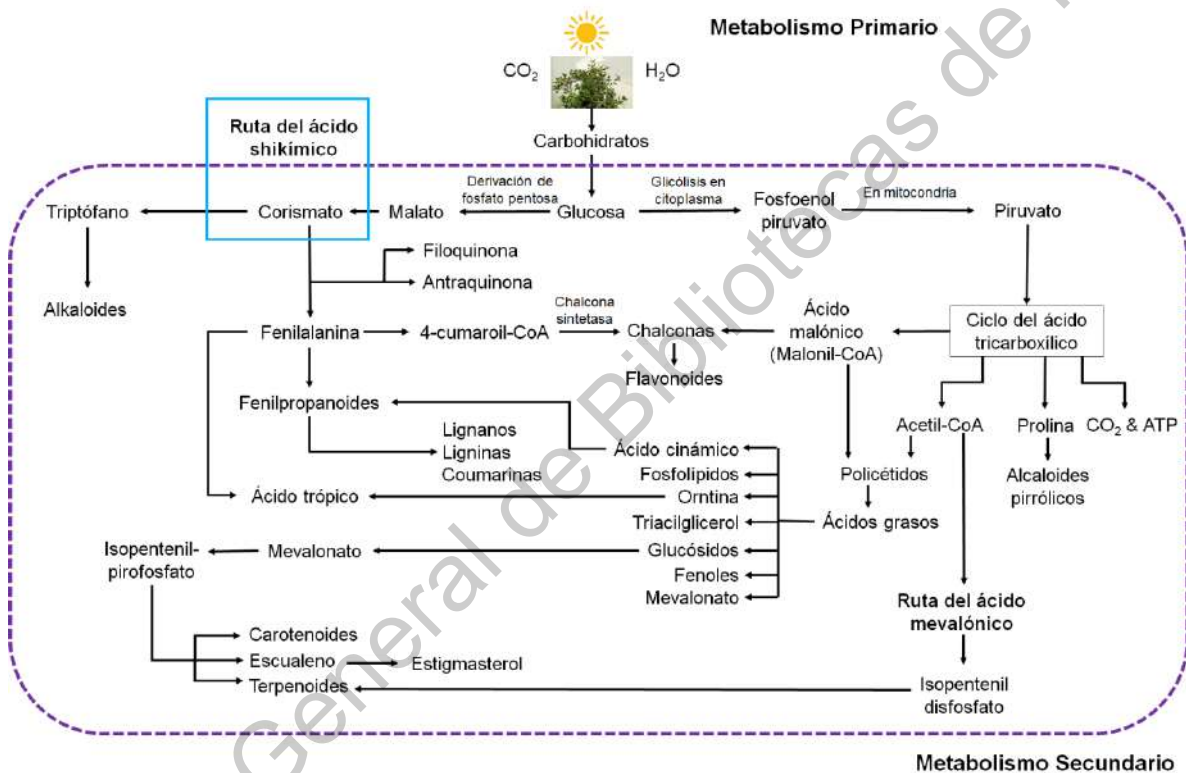 Metabolismo Primario
CO2
H2O
Carbohidratos
Ruta del ácido
shikímico
Derivación de
fosfato pentosa
Glicólisis en
citoplasma
En mitocondria
Triptófano
Corismato
Malato
Glucosa
Fosfoenol
piruvato
Piruvato
Filoquinona
Antraquinona
Alkaloides
Fenilalanina
4-cumaroil-CoA
Chalcona
sintetasa
Chalconas
Ácido
malónico
(Malonil-CoA)
Ciclo del ácido
tricarboxílico
Flavonoides
Fenilpropanoides
Lignanos
Ligninas
Coumarinas
Acetil-CoA
Prolina
CO2 & ATP
Ácido cinámico
Fosfolípidos
Orntina
Triacilglicerol
Glucósidos
Fenoles
Mevalonato
Policétidos
Ácidos grasos
Alcaloides
pirrólicos
Ácido trópico
Isopentenil-
pirofosfato
Mevalonato
Ruta del ácido
mevalónico
Carotenoides
Escualeno
Terpenoides
Estigmasterol
Isopentenil
disfosfato
Metabolismo Secundario
General de Bibliotecas de